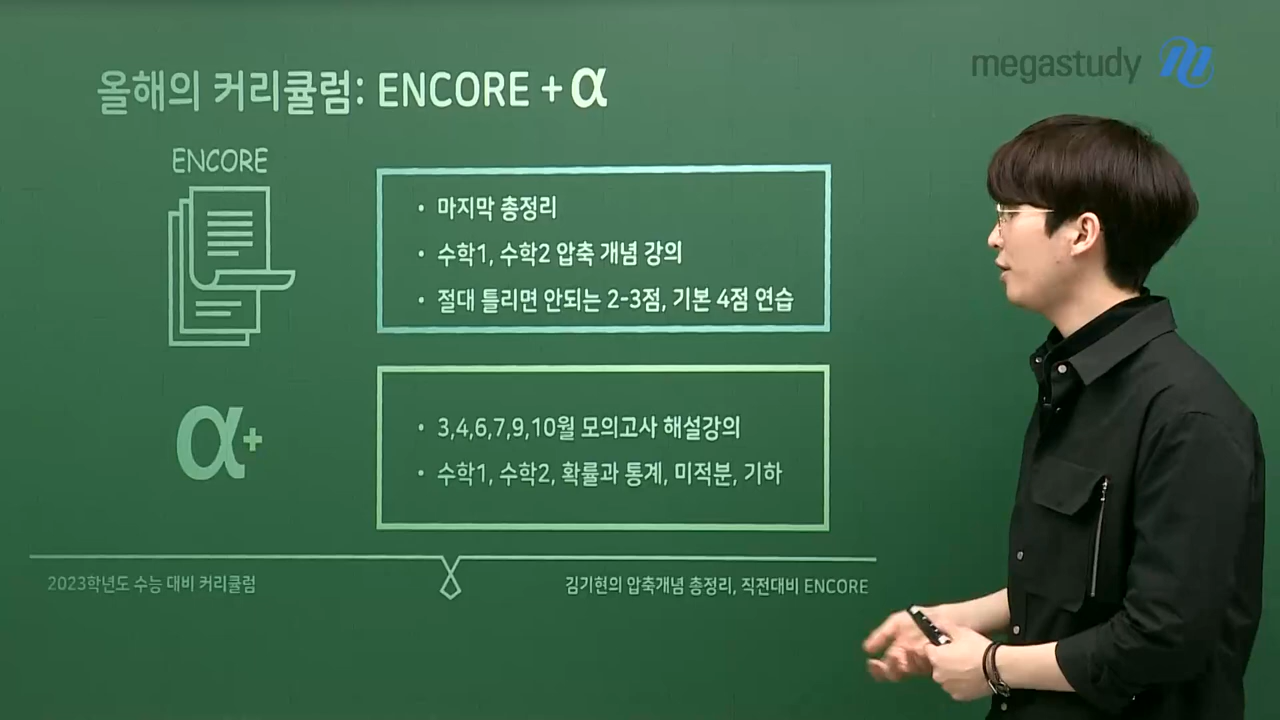 megastudy
올해의 커리큘럼: ENCORE + α
ENCORE
• 마지막 총정리
• 수학1, 수학2 압축 개념 강의
• 절대 틀리면 안되는 2-3점, 기본 4점 연습
α+
• 3,4,6,7,9,10월 모의고사 해설강의
• 수학1, 수학2, 확률과 통계, 미적분, 기하
2023학년도 수능 대비 커리큘럼
김기현의 압축개념 총정리, 직전대비 ENCORE